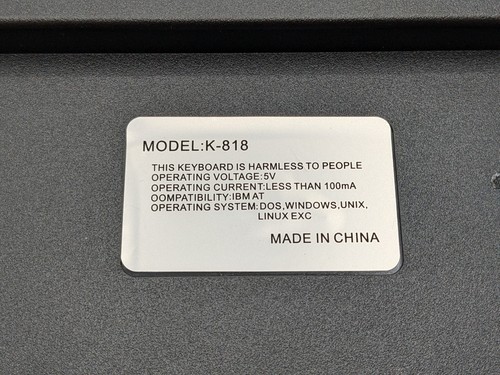 MODEL:K-818
THIS KEYBOARD IS HARMLESS TO PEOPLE
OPERATING VOLTAGE:5V
OPERATING CURRENT:LESS THAN 100mA
OOMPATIBILITY:IBM AT
OPERATING SYSTEM:DOS,WINDOWS,UNIX,
LINUX EXC
MADE IN CHINA